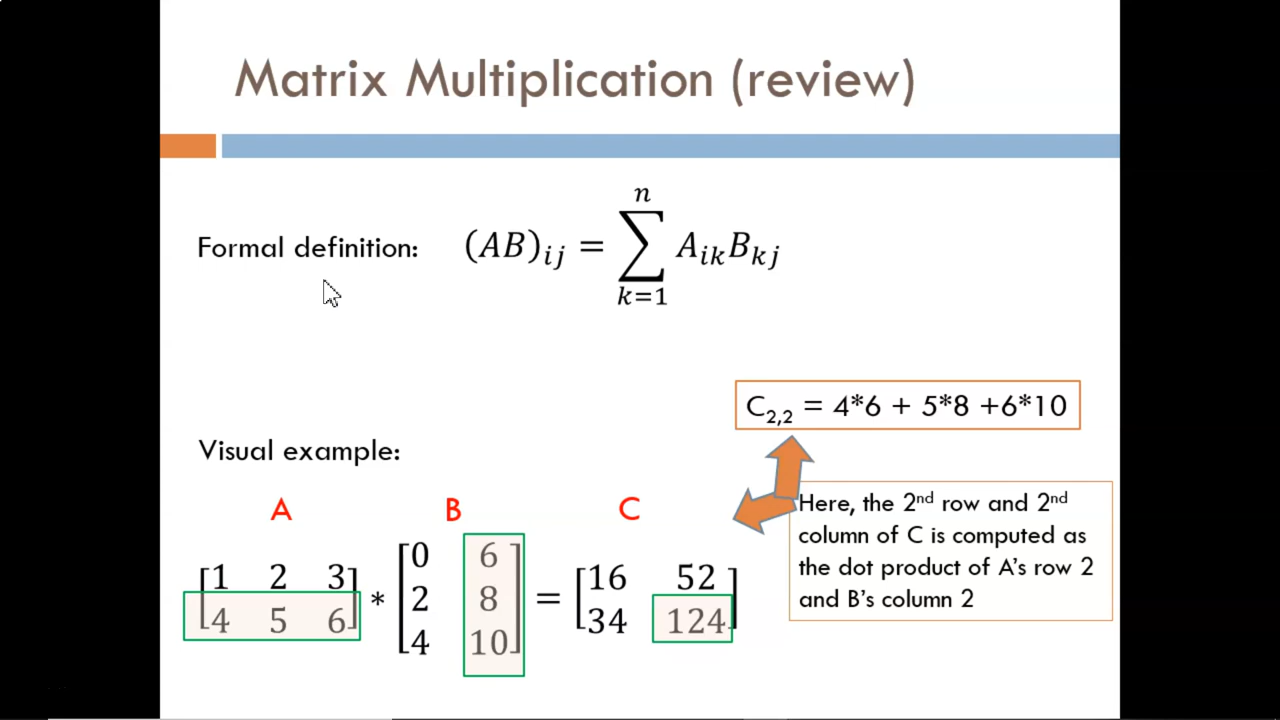 Matrix Multiplication (review)
Formal definition:
(AB)ij = ∑ k=1 n AikBkj
C2,2 = 4*6 + 5*8 +6*10
Visual example:
Here, the 2nd row and 2nd
column of C is computed as
the dot product of A's row 2
and B's column 2
A B C
[1 2 3 * [0 6 = [16 52
4 5 6] 2 8 34 124]
4 10]